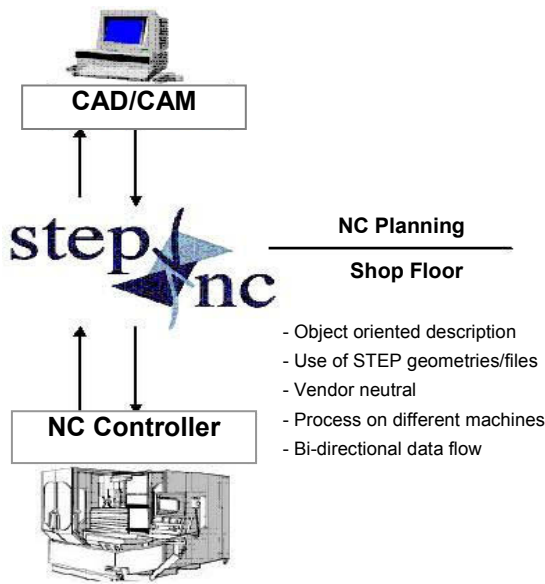 CAD/CAM
step nc
NC Planning
Shop Floor
- Object oriented description
- Use of STEP geometries/files
- Vendor neutral
- Process on different machines
- Bi-directional data flow
NC Controller